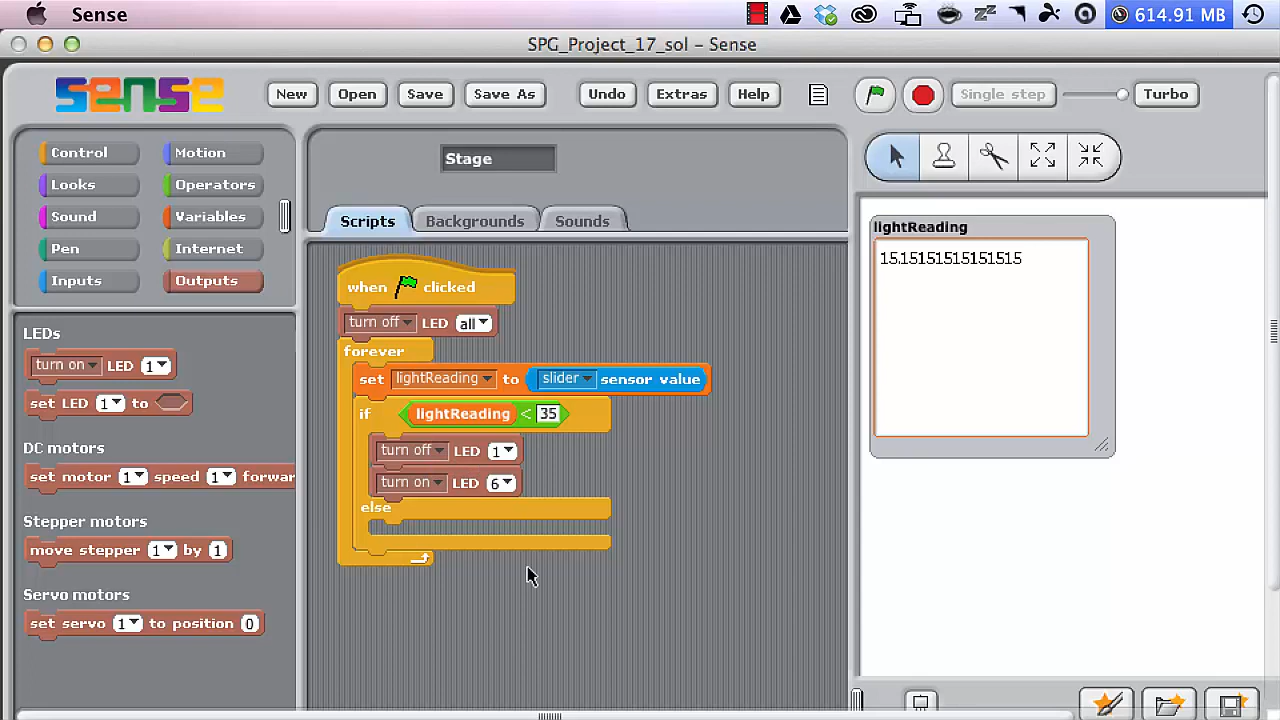 Sense
614.91 MB
SPG_Project_17_sol - Sense
sense
New
Open
Save
Save As
Undo
Extras
Help
Single step
Turbo
Control
Motion
Looks
Operators
Sound
Variables
Pen
Internet
Inputs
Outputs
Stage
Scripts
Backgrounds
Sounds
LEDs
turn on LED 1
set LED 1 to
DC motors
set motor 1 speed 1 forwar
Stepper motors
move stepper 1 by 1
Servo motors
set servo 1 to position 0
when clicked
turn off LED all
forever
set lightReading to slider sensor value
if lightReading < 35
turn off LED 1
turn on LED 6
else
lightReading
15.15151515151515